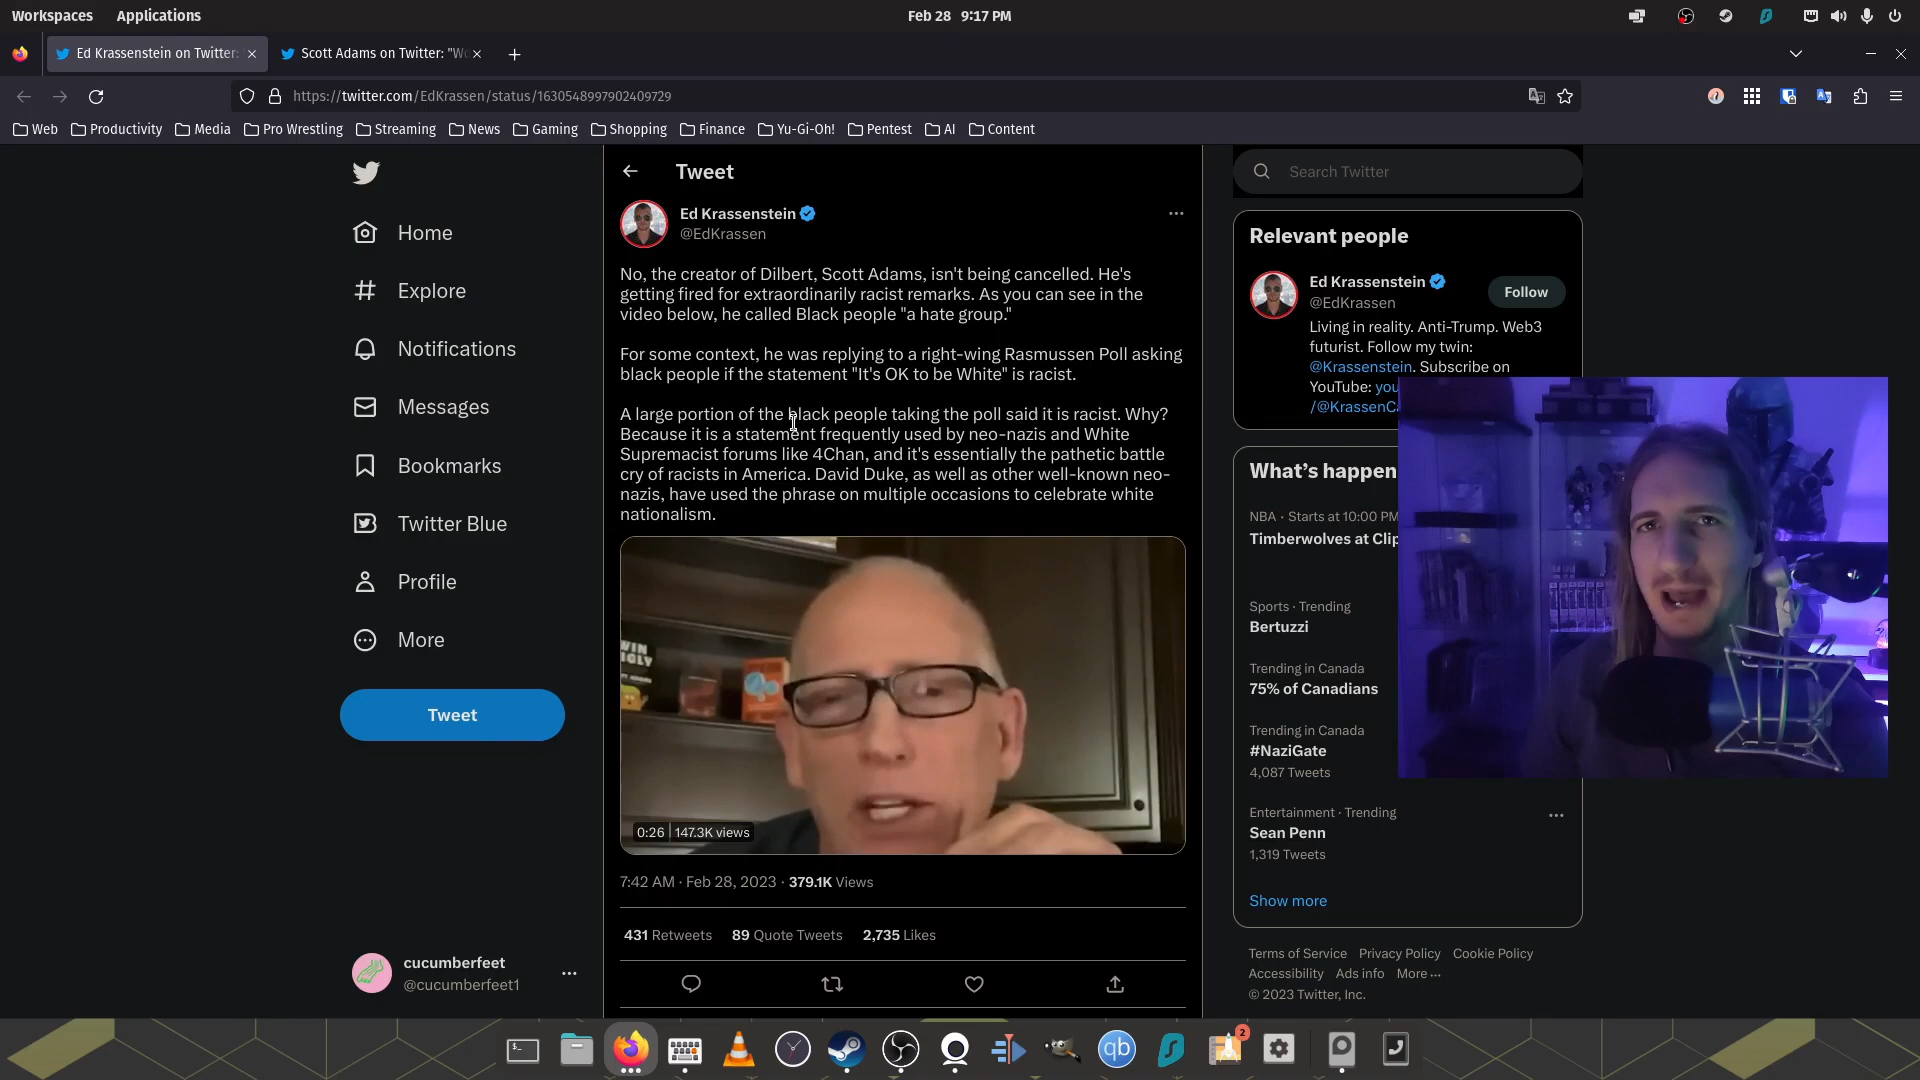 Workspaces Applications
Feb 28 9:17 PM
Ed Krassenstein on Twitter:
Scott Adams on Twitter: "Wo
https://twitter.com/EdKrassen/status/1630548997902409729
Web Productivity Media Pro Wrestling Streaming News Gaming Shopping Finance Yu-Gi-Oh! Pentest AI Content
Home
Explore
Notifications
Messages
Bookmarks
Twitter Blue
Profile
More
Tweet
cucumberfeet
@cucumberfeet1
Tweet
Ed Krassenstein
@EdKrassen
No, the creator of Dilbert, Scott Adams, isn't being cancelled. He's
getting fired for extraordinarily racist remarks. As you can see in the
video below, he called Black people "a hate group."
For some context, he was replying to a right-wing Rasmussen Poll asking
black people if the statement "It's OK to be White" is racist.
A large portion of the black people taking the poll said it is racist. Why?
Because it is a statement frequently used by neo-nazis and White
Supremacist forums like 4Chan, and it's essentially the pathetic battle
cry of racists in America. David Duke, as well as other well-known neo-
nazis, have used the phrase on multiple occasions to celebrate white
nationalism.
WIN
IGLY
0:26 147.3K views
7:42 AM · Feb 28, 2023 · 379.1K Views
431 Retweets 89 Quote Tweets 2,735 Likes
Search Twitter
Relevant people
Ed Krassenstein
@EdKrassen
Follow
Living in reality. Anti-Trump. Web3
futurist. Follow my twin:
@Krassenstein. Subscribe on
YouTube: you
/@KrassenCa
What's happen
NBA · Starts at 10:00 PM
Timberwolves at Clip
Sports · Trending
Bertuzzi
Trending in Canada
75% of Canadians
Trending in Canada
#NaziGate
4,087 Tweets
Entertainment · Trending
Sean Penn
1,319 Tweets
Show more
Terms of Service Privacy Policy Cookie Policy
Accessibility Ads info More
© 2023 Twitter, Inc.
qb
2